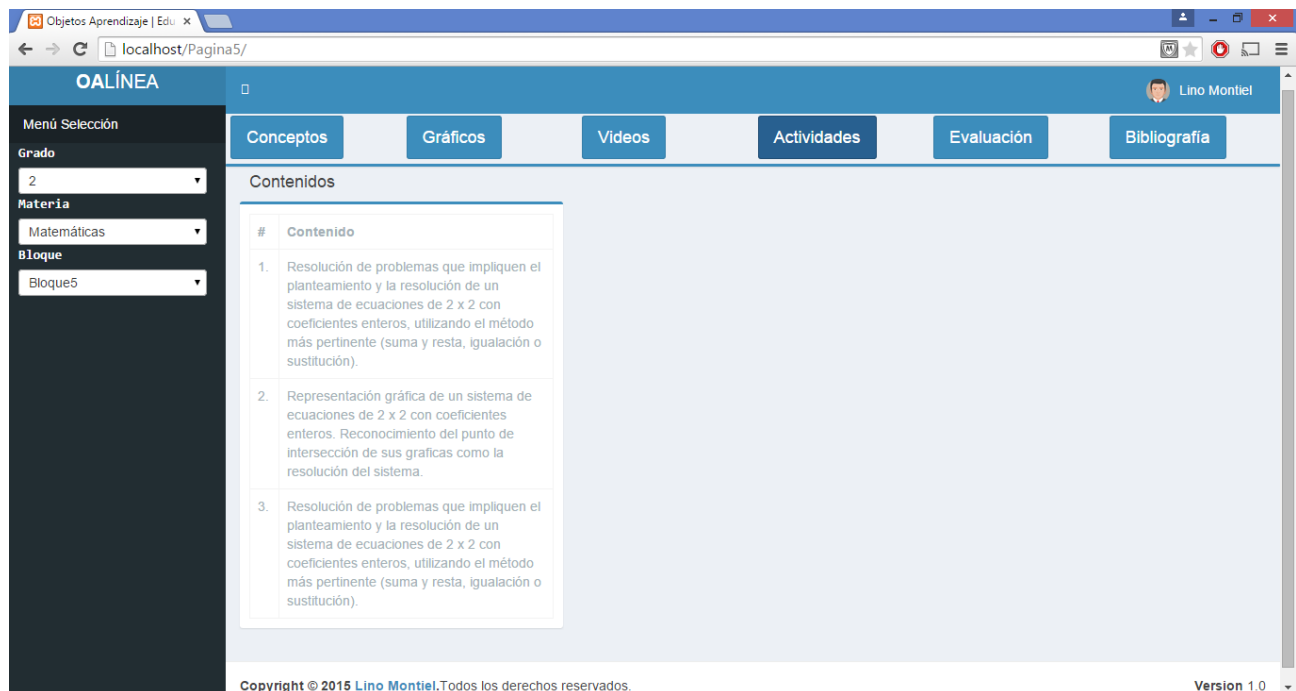 Objetos Aprendizaje | Edu
localhost/Pagina5/
OALÍNEA
Lino Montiel
Menú Selección
Grado
2
Materia
Matemáticas
Bloque
Bloque5
Conceptos
Gráficos
Videos
Actividades
Evaluación
Bibliografía
Contenidos
# Contenido
1. Resolución de problemas que impliquen el
planteamiento y la resolución de un
sistema de ecuaciones de 2 x 2 con
coeficientes enteros, utilizando el método
más pertinente (suma y resta, igualación o
sustitución).
2. Representación gráfica de un sistema de
ecuaciones de 2 x 2 con coeficientes
enteros. Reconocimiento del punto de
intersección de sus graficas como la
resolución del sistema.
3. Resolución de problemas que impliquen el
planteamiento y la resolución de un
sistema de ecuaciones de 2 x 2 con
coeficientes enteros, utilizando el método
más pertinente (suma y resta, igualación o
sustitución).
Copyright © 2015 Lino Montiel.Todos los derechos reservados.
Version 1.0